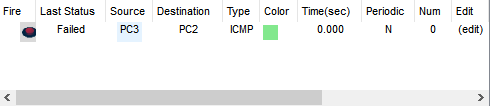 Fire Last Status Source Destination Type Color Time(sec) Periodic Num Edit
Failed PC3 PC2 ICMP 0.000 N 0 (edit)